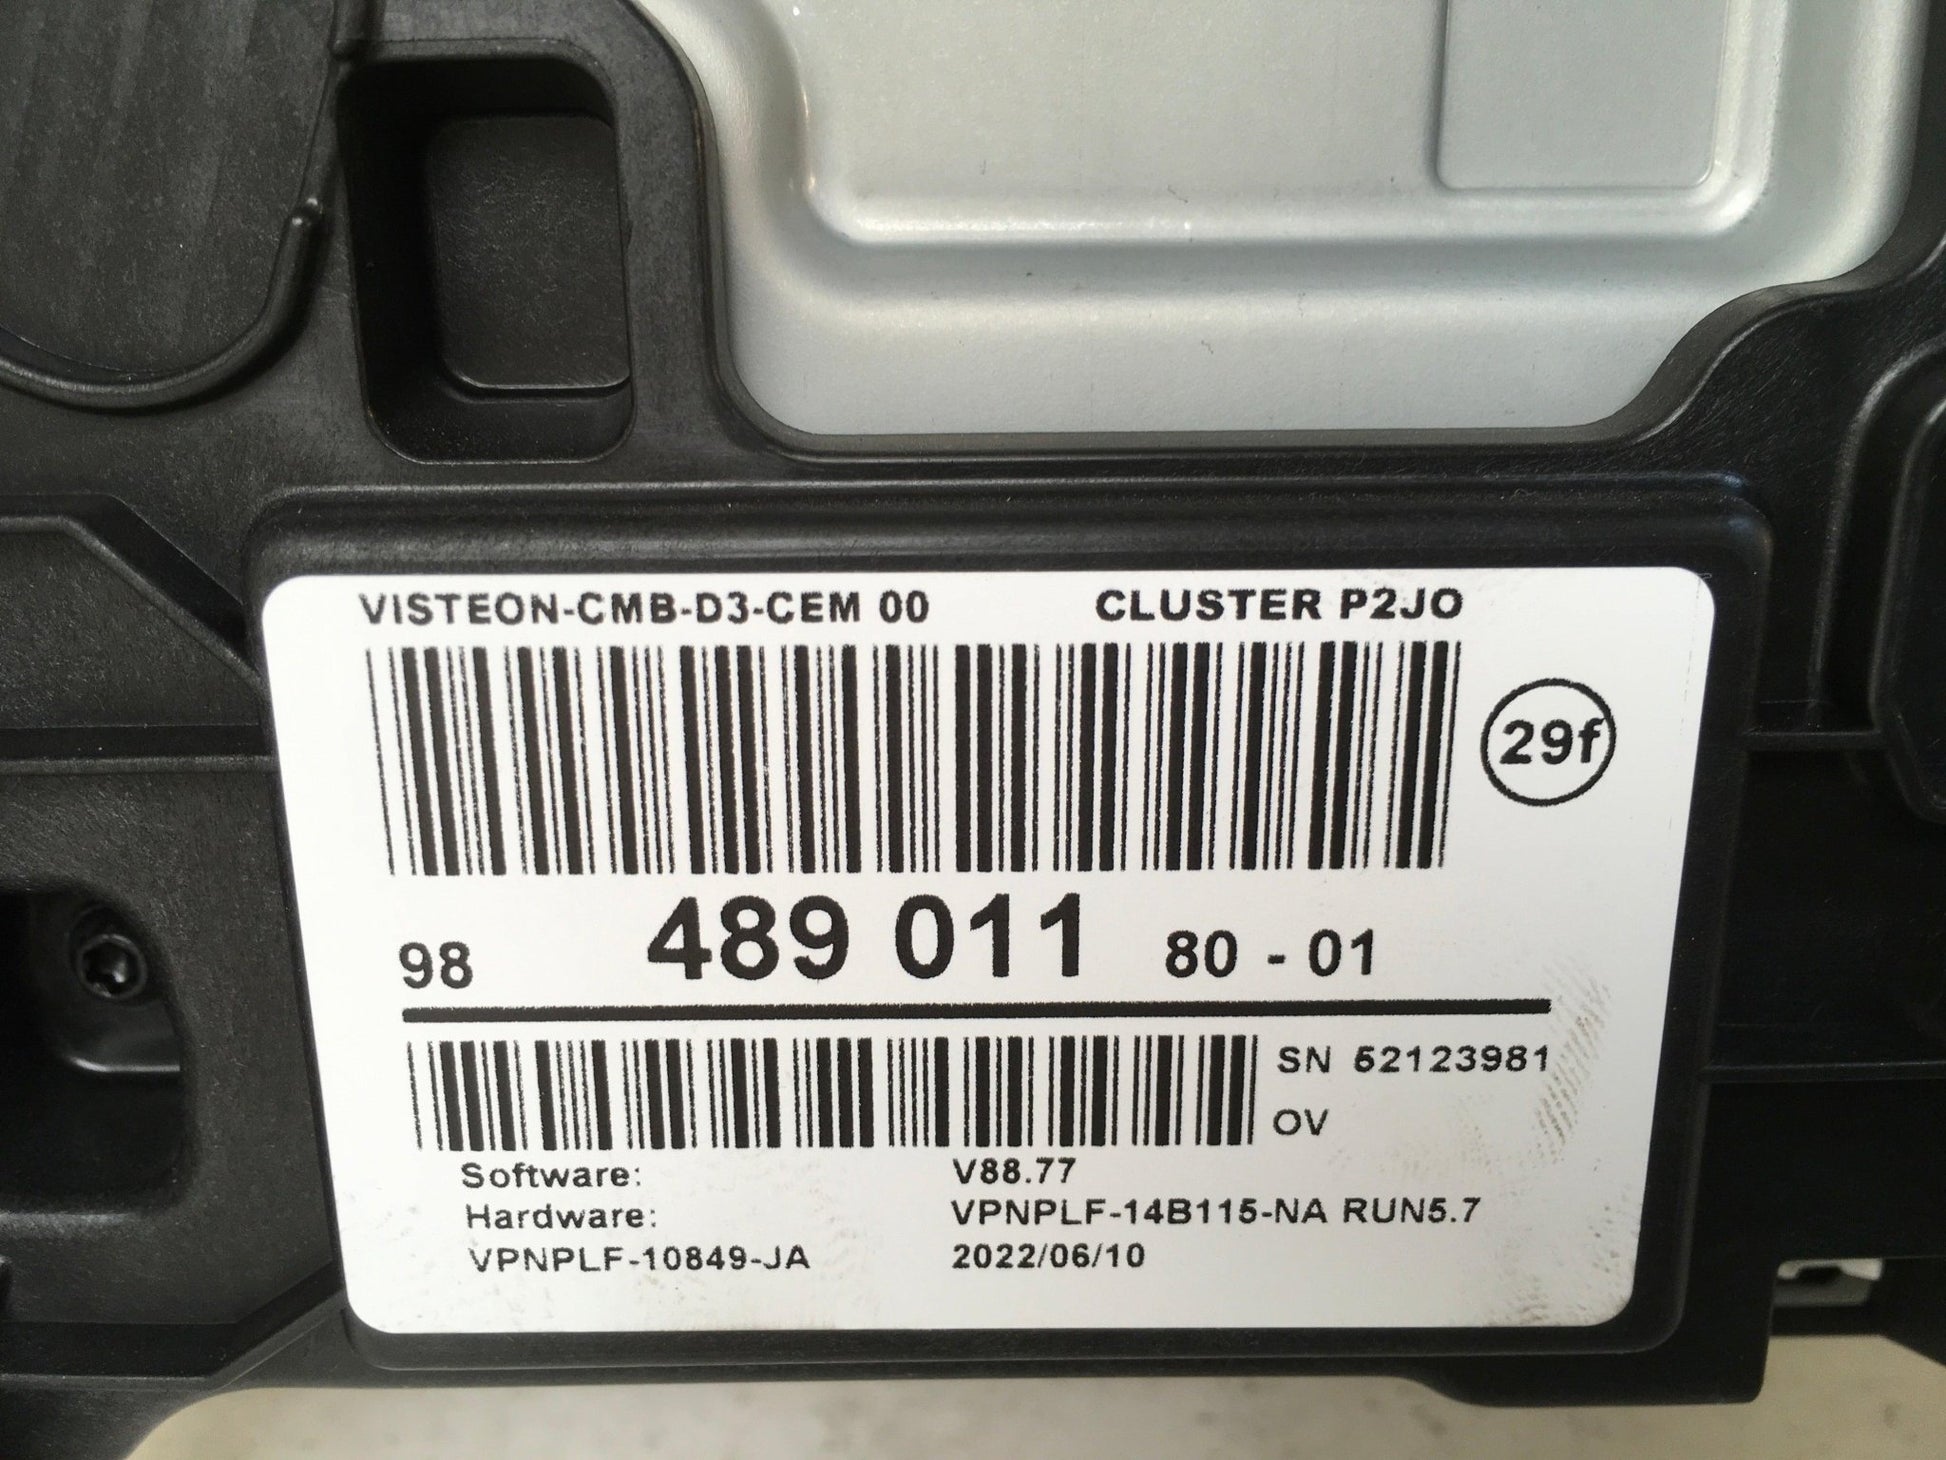 VISTEON-CMB-D3-CEM 00 CLUSTER P2JO
29f
98 489 011 80 - 01
SN 52123981
OV
Software: V88.77
Hardware: VPNPLF-14B115-NA RUN5.7
VPNPLF-10849-JA 2022/06/10